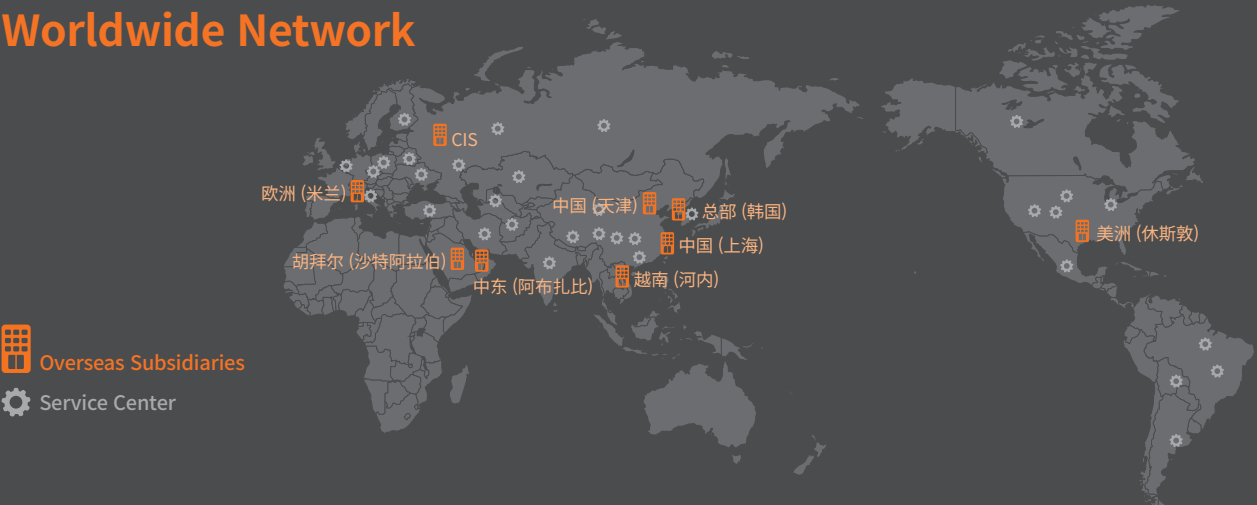 Worldwide Network
CIS
欧洲 (米兰)
中国 (天津)
总部 (韩国)
美洲 (休斯敦)
中国 (上海)
胡拜尔 (沙特阿拉伯)
中东 (阿布扎比)
越南 (河内)
Overseas Subsidiaries
Service Center